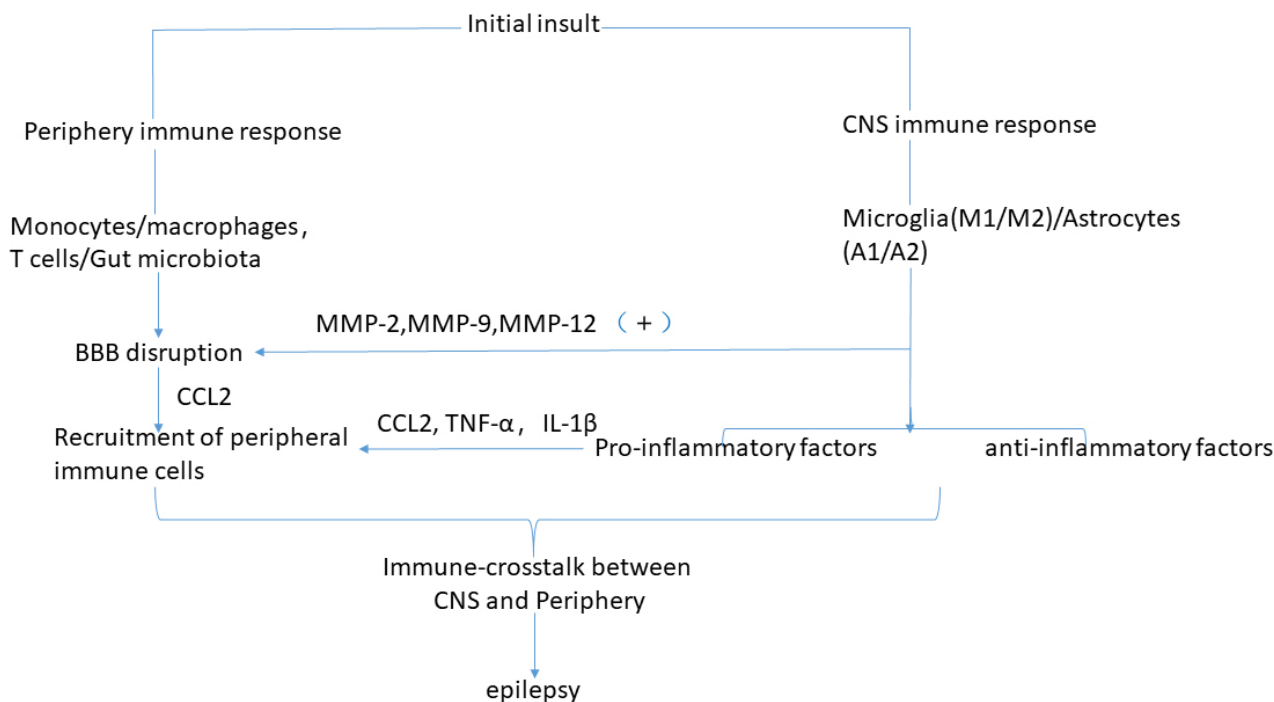 Initial insult
Periphery immune response
CNS immune response
Monocytes/macrophages，
T cells/Gut microbiota
Microglia(M1/M2)/Astrocytes
(A1/A2)
MMP-2,MMP-9,MMP-12 （ + ）
BBB disruption
CCL2
CCL2, TNF-α， IL-1β
Recruitment of peripheral
immune cells
Pro-inflammatory factors
anti-inflammatory factors
Immune-crosstalk between
CNS and Periphery
epilepsy